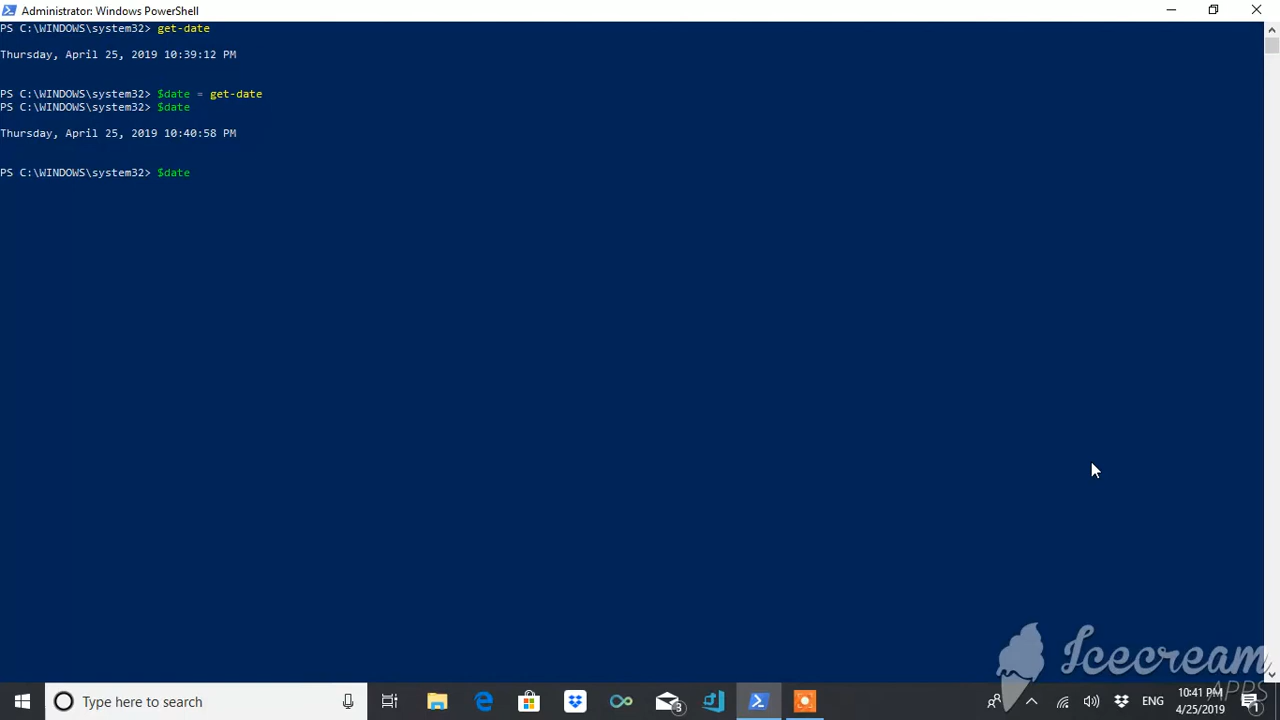 Administrator: Windows PowerShell
PS C:\WINDOWS\system32> get-date
Thursday, April 25, 2019 10:39:12 PM
PS C:\WINDOWS\system32> $date = get-date
PS C:\WINDOWS\system32> $date
Thursday, April 25, 2019 10:40:58 PM
PS C:\WINDOWS\system32> $date
Icecream
APPS
Type here to search
3
ENG
10:41 PM
4/25/2019
1